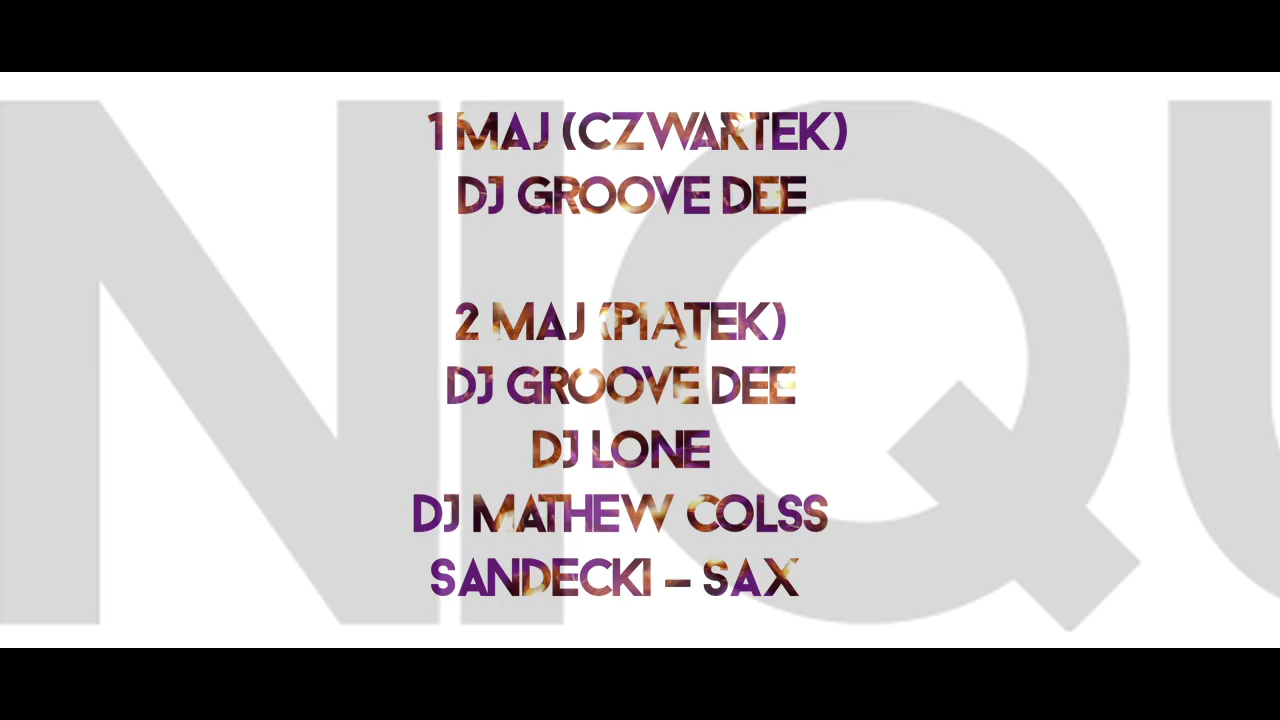 NIQU
1 MAJ (CZWARTEK)
DJ GROOVE DEE
2 MAJ (PIĄTEK)
DJ GROOVE DEE
DJ LONE
DJ MATHEW COLSS
SANDECKI – SAX